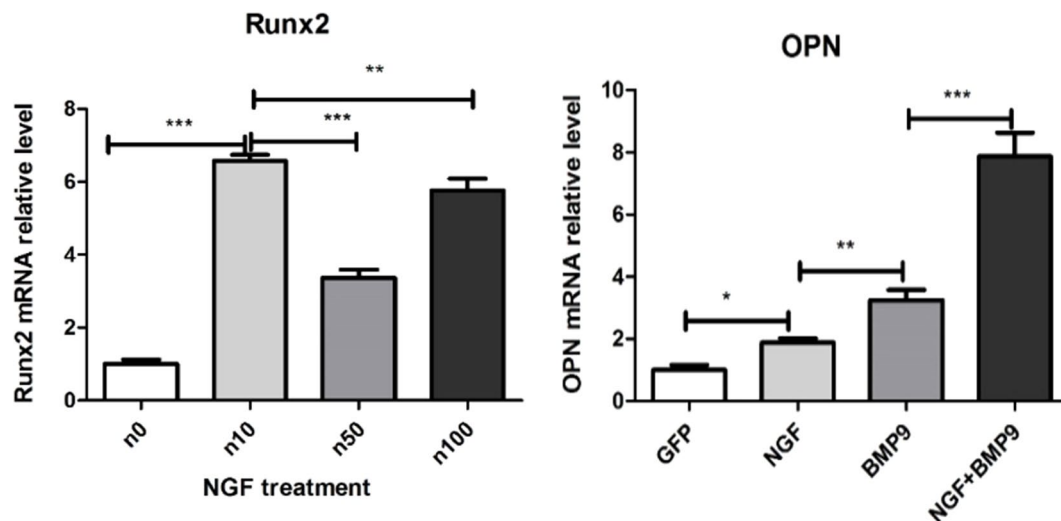 Runx2
Runx2 mRNA relative level
8
6
4
2
0
***
***
**
n0
n10
n50
n100
NGF treatment
OPN
OPN mRNA relative level
10
8
6
4
2
0
*
**
***
GFP
NGF
BMP9
NGF+BMP9